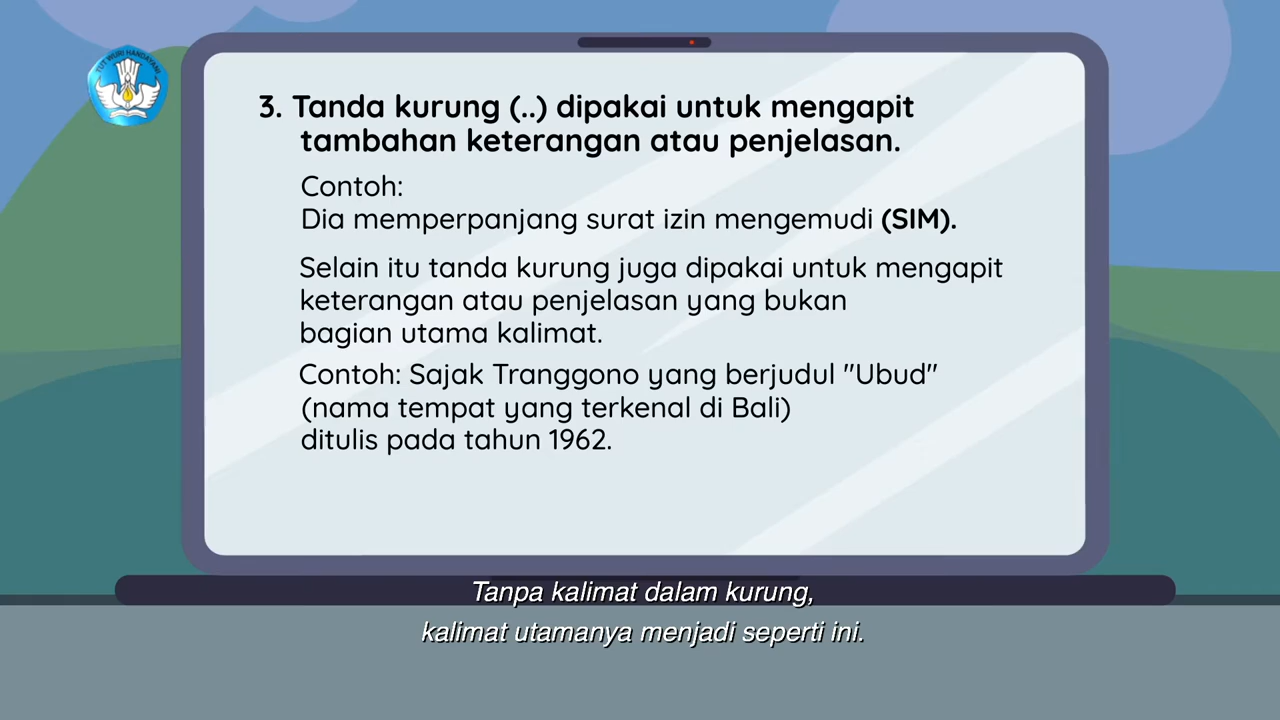 TUT WURI HANDAYANI
3. Tanda kurung (..) dipakai untuk mengapit
tambahan keterangan atau penjelasan.
Contoh:
Dia memperpanjang surat izin mengemudi (SIM).
Selain itu tanda kurung juga dipakai untuk mengapit
keterangan atau penjelasan yang bukan
bagian utama kalimat.
Contoh: Sajak Tranggono yang berjudul "Ubud"
(nama tempat yang terkenal di Bali)
ditulis pada tahun 1962.
Tanpa kalimat dalam kurung,
kalimat utamanya menjadi seperti ini.